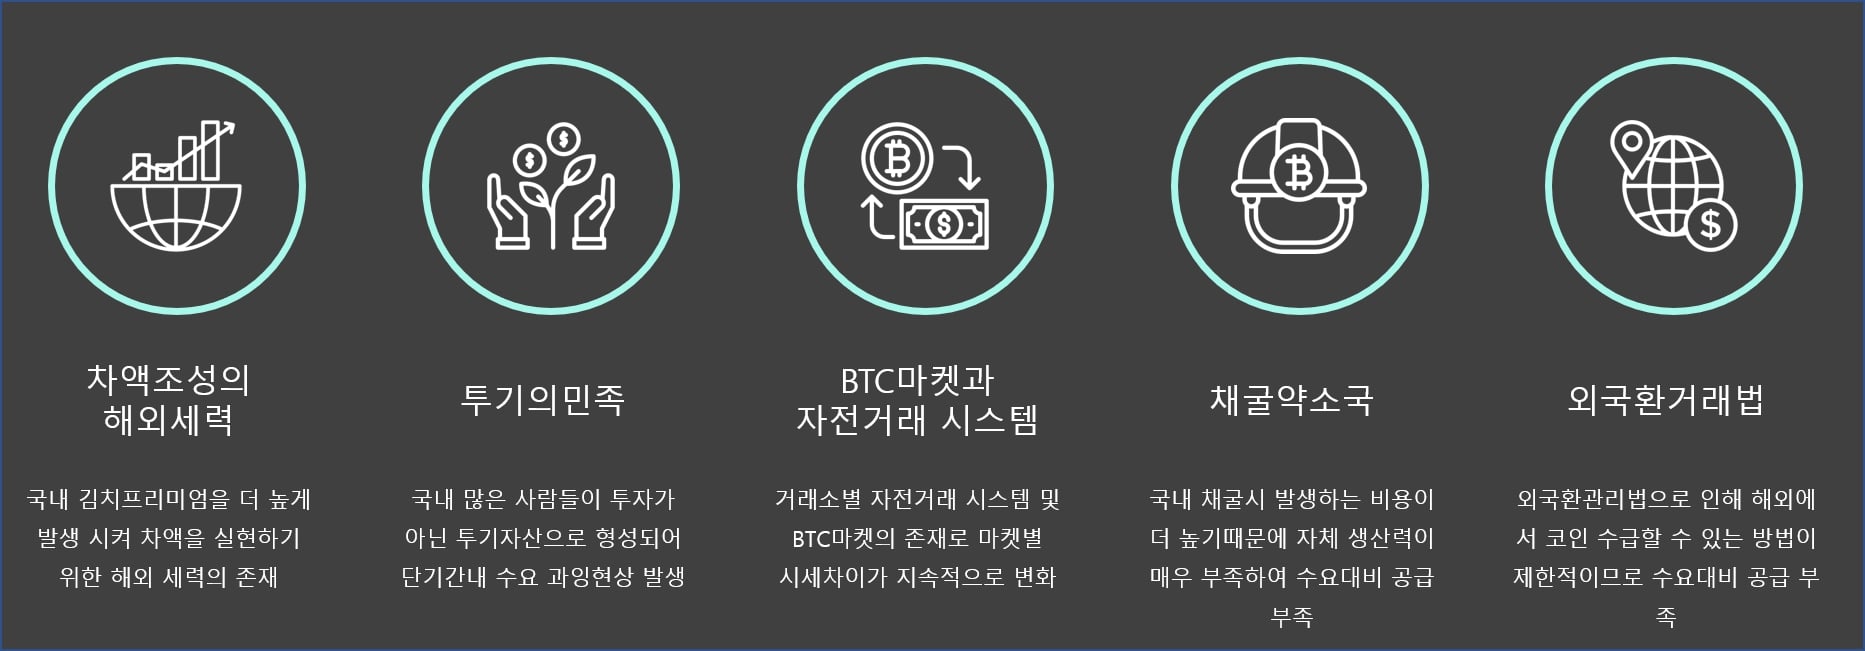 차액조성의
해외세력
국내 김치프리미엄을 더 높게
발생 시켜 차액을 실현하기
위한 해외 세력의 존재
투기의민족
국내 많은 사람들이 투자가
아닌 투기자산으로 형성되어
단기간내 수요 과잉현상 발생
BTC마켓과
자전거래 시스템
거래소별 자전거래 시스템 및
BTC마켓의 존재로 마켓별
시세차이가 지속적으로 변화
채굴약소국
국내 채굴시 발생하는 비용이
더 높기때문에 자체 생산력이
매우 부족하여 수요대비 공급
부족
외국환거래법
외국환관리법으로 인해 해외에
서 코인 수급할 수 있는 방법이
제한적이므로 수요대비 공급 부
족